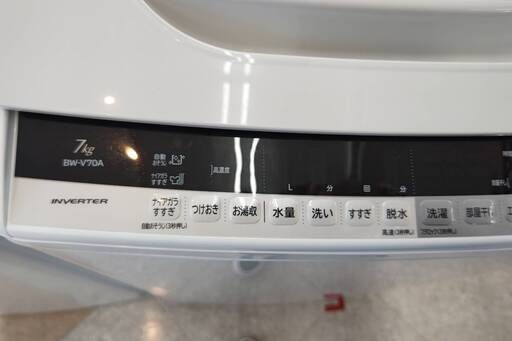 7kg
BW-V70A
自動
おそうじ
ナイアガラ
すすぎ
高濃度
L 分 回 分
INVERTER
ナイアガラ
すすぎ
つけおき
お湯取
水量
洗い
すすぎ
脱水
洗濯
部屋干し
自動おそうじ(3秒押し)
高速(3秒押し)